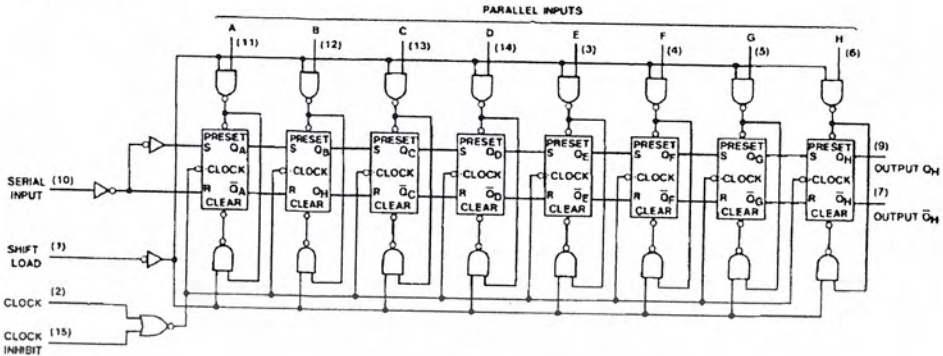 PARALLEL INPUTS
A B C D E F G H
(11) (12) (13) (14) (3) (4) (5) (6)
PRESET PRESET PRESET PRESET PRESET PRESET PRESET PRESET
S QA S QB S QC S QD S QE S QF S QG S QH
(9)
OUTPUT QH
CLOCK CLOCK CLOCK CLOCK CLOCK CLOCK CLOCK CLOCK
SERIAL
INPUT
(10)
R Q̅A R QH R Q̅C R Q̅D R Q̅E R Q̅F R Q̅G R Q̅H
(7)
OUTPUT Q̅H
CLEAR CLEAR CLEAR CLEAR CLEAR CLEAR CLEAR CLEAR
SHIFT
LOAD
(1)
CLOCK
(2)
CLOCK
INHIBIT
(15)